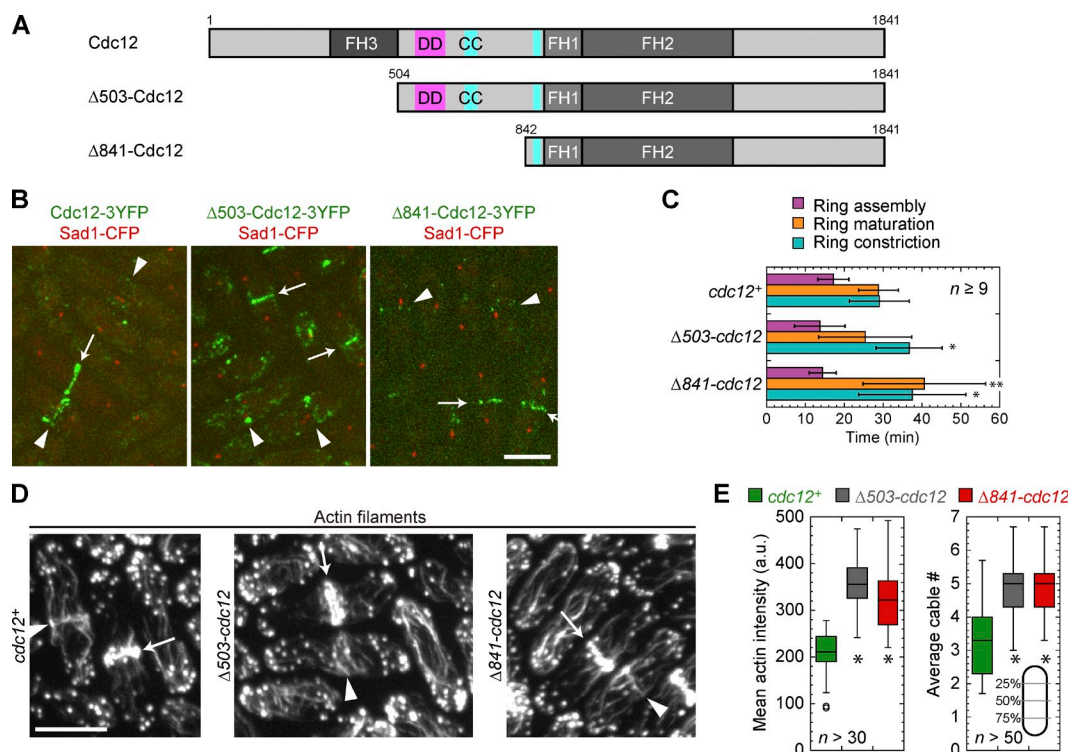 A
1 1841
Cdc12 FH3 DD CC FH1 FH2
504 1841
Δ503-Cdc12 DD CC FH1 FH2
842 1841
Δ841-Cdc12 FH1 FH2
B
Cdc12-3YFP Δ503-Cdc12-3YFP Δ841-Cdc12-3YFP
Sad1-CFP Sad1-CFP Sad1-CFP
C
Ring assembly
Ring maturation
Ring constriction
cdc12+ n ≥ 9
Δ503-cdc12 *
Δ841-cdc12 ** *
0 10 20 30 40 50 60
Time (min)
D
Actin filaments
cdc12+
Δ503-cdc12
Δ841-cdc12
E
cdc12+ Δ503-cdc12 Δ841-cdc12
Mean actin intensity (a.u.)
500
400
300
200
100
0
* *
n > 30
Average cable #
7
6
5
4
3
2
1
0
* *
25%
50%
75%
n > 50